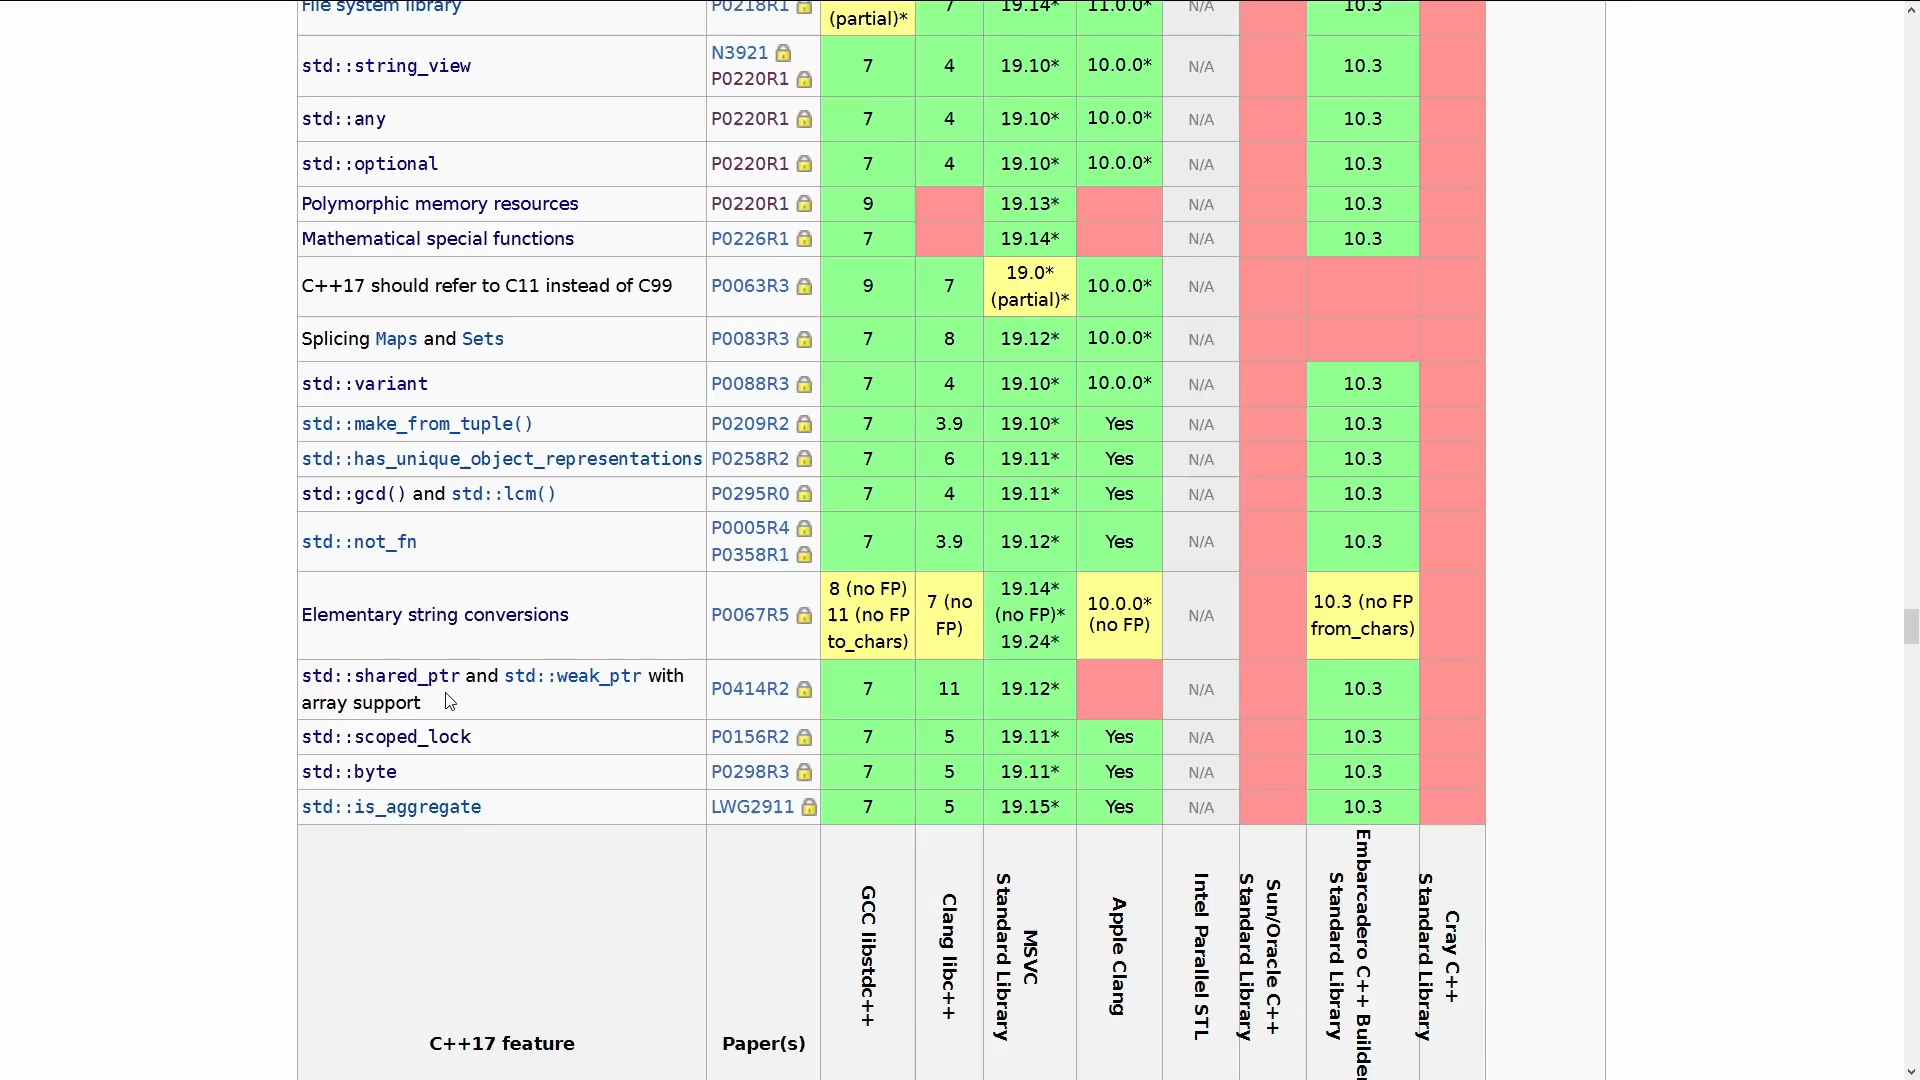 File system library P0218R1 (partial)* 7 19.14* 11.0.0* N/A 10.3
std::string_view N3921 P0220R1 7 4 19.10* 10.0.0* N/A 10.3
std::any P0220R1 7 4 19.10* 10.0.0* N/A 10.3
std::optional P0220R1 7 4 19.10* 10.0.0* N/A 10.3
Polymorphic memory resources P0220R1 9 19.13* N/A 10.3
Mathematical special functions P0226R1 7 19.14* N/A 10.3
C++17 should refer to C11 instead of C99 P0063R3 9 7 19.0* (partial)* 10.0.0* N/A
Splicing Maps and Sets P0083R3 7 8 19.12* 10.0.0* N/A
std::variant P0088R3 7 4 19.10* 10.0.0* N/A 10.3
std::make_from_tuple() P0209R2 7 3.9 19.10* Yes N/A 10.3
std::has_unique_object_representations P0258R2 7 6 19.11* Yes N/A 10.3
std::gcd() and std::lcm() P0295R0 7 4 19.11* Yes N/A 10.3
std::not_fn P0005R4 P0358R1 7 3.9 19.12* Yes N/A 10.3
Elementary string conversions P0067R5 8 (no FP) 11 (no FP to_chars) 7 (no FP) 19.14* (no FP)* 19.24* 10.0.0* (no FP) N/A 10.3 (no FP from_chars)
std::shared_ptr and std::weak_ptr with array support P0414R2 7 11 19.12* N/A 10.3
std::scoped_lock P0156R2 7 5 19.11* Yes N/A 10.3
std::byte P0298R3 7 5 19.11* Yes N/A 10.3
std::is_aggregate LWG2911 7 5 19.15* Yes N/A 10.3
C++17 feature
Paper(s)
GCC libstdc++
Clang libc++
MSVC
Standard Library
Apple Clang
Intel Parallel STL
Sun/Oracle C++
Standard Library
Embarcadero C++ Builder
Standard Library
Cray C++
Standard Library